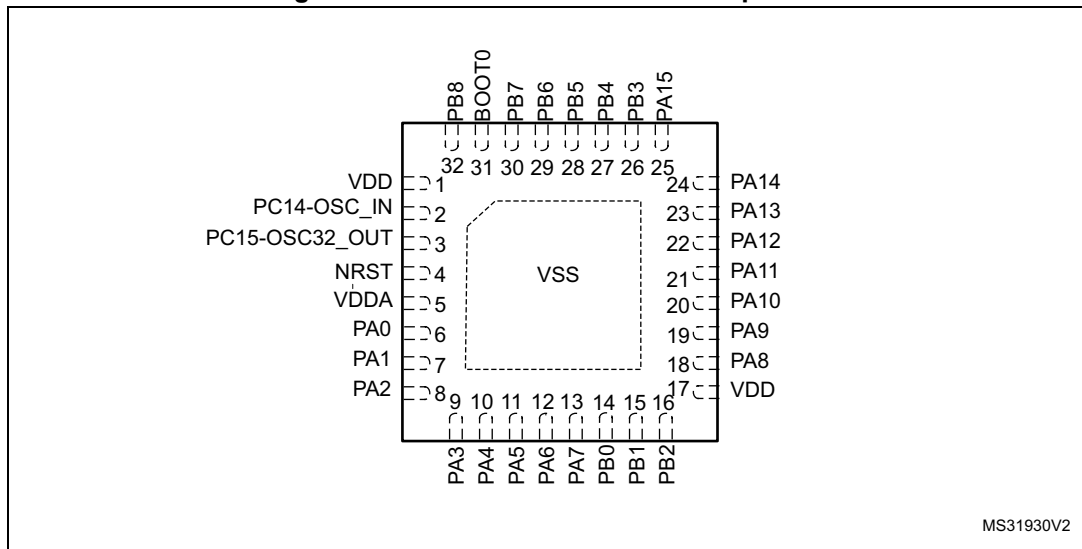 PB8
BOOT0
PB7
PB6
PB5
PB4
PB3
PA15
32 31 30 29 28 27 26 25
VDD 1
PC14-OSC_IN 2
PC15-OSC32_OUT 3
NRST 4
VDDA 5
PA0 6
PA1 7
PA2 8
VSS
24 PA14
23 PA13
22 PA12
21 PA11
20 PA10
19 PA9
18 PA8
17 VDD
9 10 11 12 13 14 15 16
PA3
PA4
PA5
PA6
PA7
PB0
PB1
PB2
MS31930V2